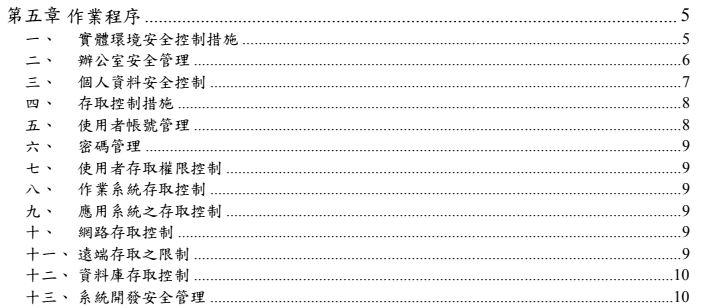 第五章 作業程序 ........ 5
一、 實體環境安全控制措施 ........ 5
二、 辦公室安全管理 ........ 6
三、 個人資料安全控制 ........ 7
四、 存取控制措施 ........ 8
五、 使用者帳號管理 ........ 8
六、 密碼管理 ........ 9
七、 使用者存取權限控制 ........ 9
八、 作業系統存取控制 ........ 9
九、 應用系統之存取控制 ........ 9
十、 網路存取控制 ........ 9
十一、 遠端存取之限制 ........ 9
十二、 資料庫存取控制 ........ 10
十三、 系統開發安全管理 ........ 10